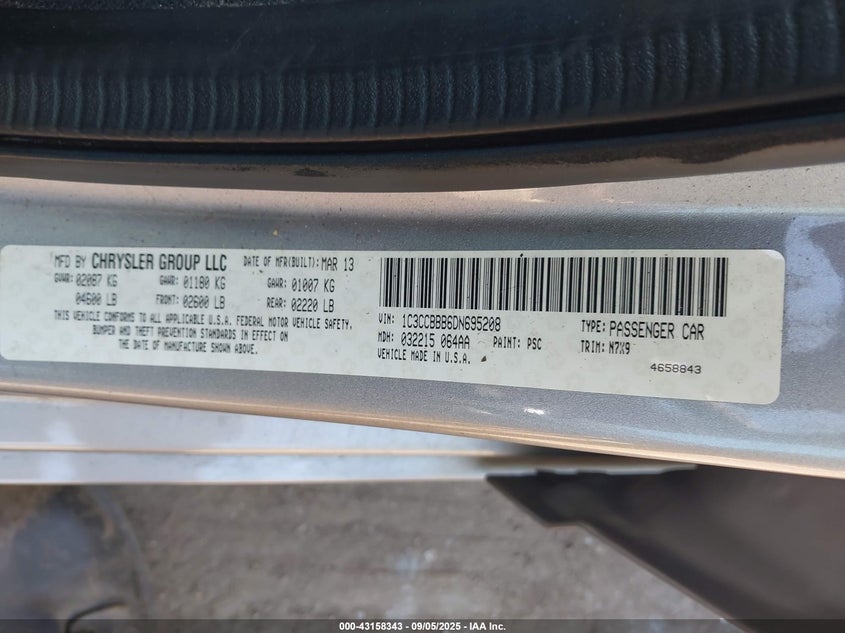 MFD BY CHRYSLER GROUP LLC DATE OF MFR(BUILT): MAR 13
GVWR: 02087 KG GAWR: 01180 KG GAWR: 01007 KG
04600 LB FRONT: 02600 LB REAR: 02220 LB
THIS VEHICLE CONFORMS TO ALL APPLICABLE U.S.A. FEDERAL MOTOR VEHICLE SAFETY,
BUMPER AND THEFT PREVENTION STANDARDS IN EFFECT ON
THE DATE OF MANUFACTURE SHOWN ABOVE.
VIN: 1C3CCBBB6DN695208 TYPE: PASSENGER CAR
MDH: 032215 064AA PAINT: PSC TRIM: N7X9
VEHICLE MADE IN U.S.A. 4658843
000-43158343 - 09/05/2025 - IAA Inc.